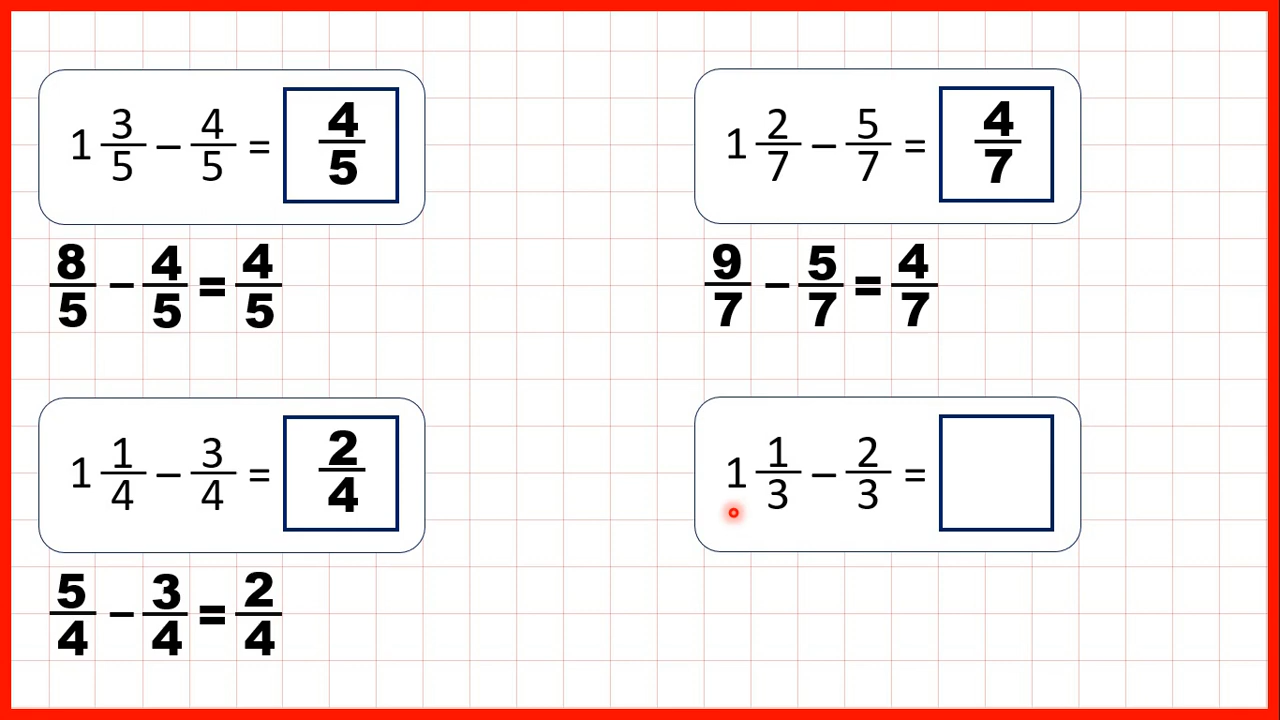 1 3/5 – 4/5 = 4/5
8/5 – 4/5 = 4/5
1 2/7 – 5/7 = 4/7
9/7 – 5/7 = 4/7
1 1/4 – 3/4 = 2/4
5/4 – 3/4 = 2/4
1 1/3 – 2/3 =